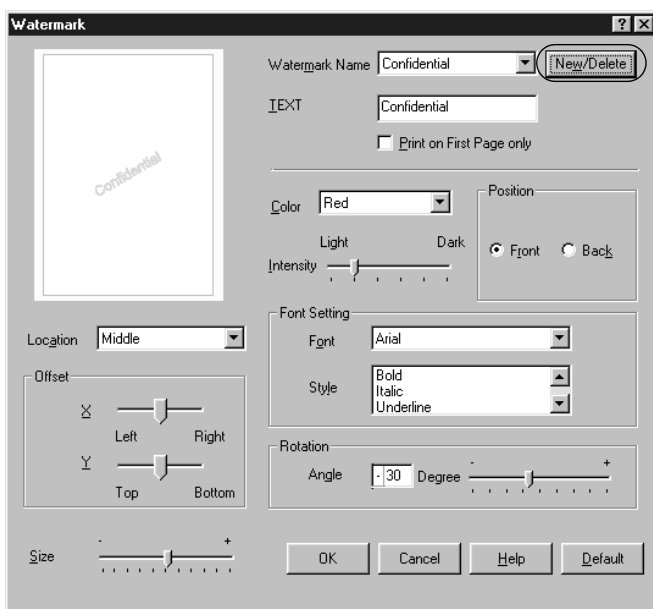 Watermark
Confidential
Watermark Name Confidential New/Delete
TEXT Confidential
Print on First Page only
Color Red
Light Dark
Intensity
Position
Front Back
Location Middle
Offset
X
Left Right
Y
Top Bottom
Size - +
Font Setting
Font Arial
Style Bold
Italic
Underline
Rotation
Angle -30 Degree - +
OK Cancel Help Default